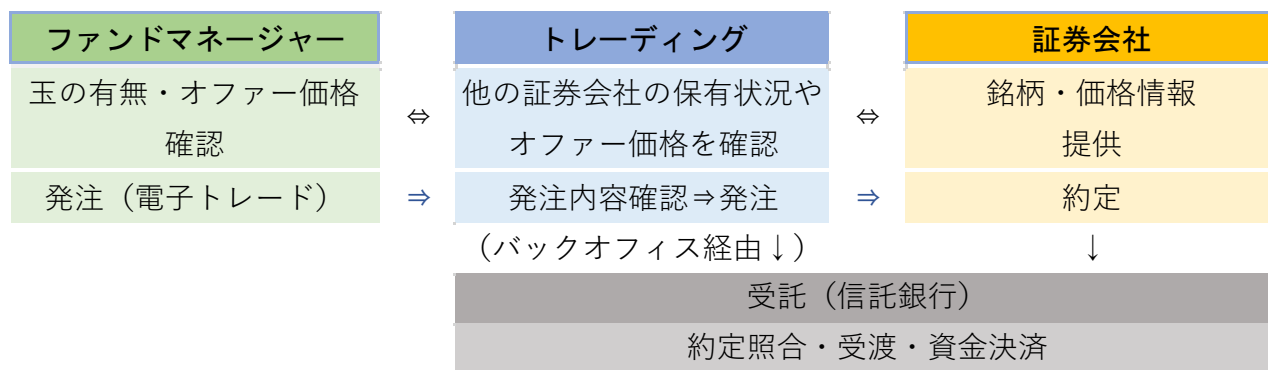 ファンドマネージャー トレーディング 証券会社
玉の有無・オファー価格 他の証券会社の保有状況や 銘柄・価格情報
⇔ ⇔
確認 オファー価格を確認 提供
発注（電子トレード） ⇒ 発注内容確認⇒発注 ⇒ 約定
（バックオフィス経由↓） ↓
受託（信託銀行）
約定照合・受渡・資金決済